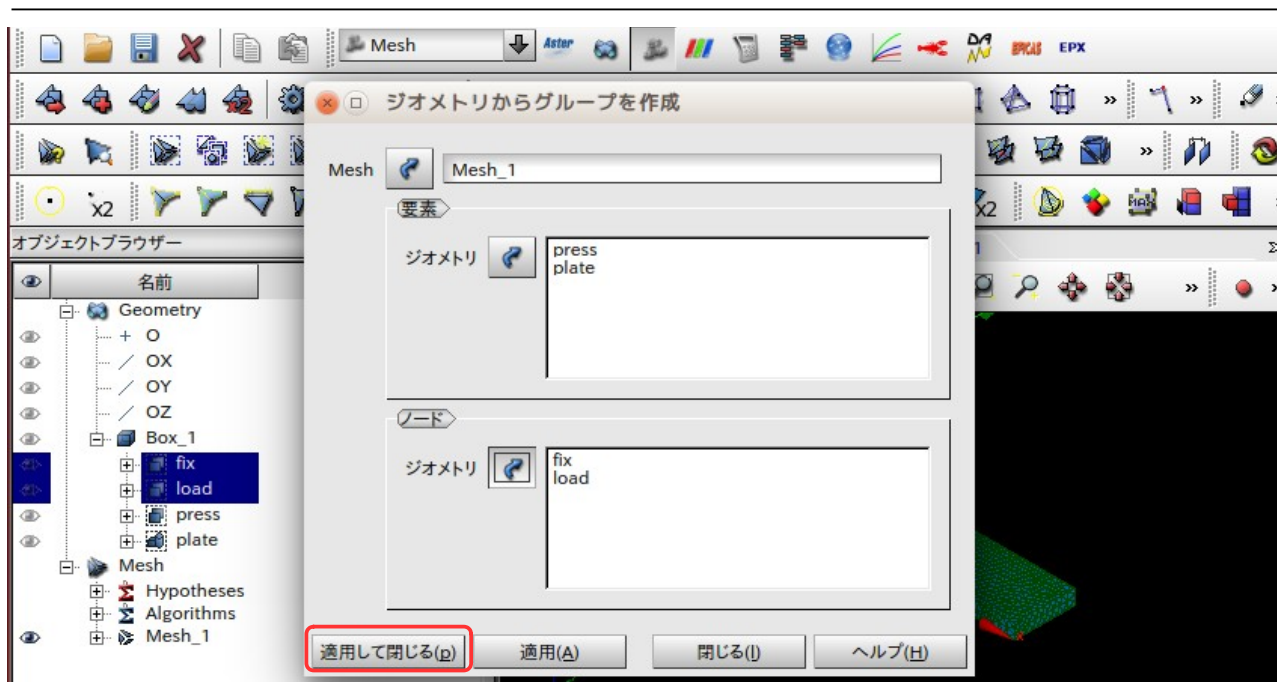 Mesh
Aster
EPICAS
EPX
ジオメトリからグループを作成
»
»
»
Mesh
Mesh_1
x2
x2
MAX
要素
オブジェクトブラウザー
ジオメトリ
press
plate
名前
»
Geometry
O
OX
OY
OZ
Box_1
ノード
fix
ジオメトリ
fix
load
load
press
plate
Mesh
Hypotheses
Algorithms
Mesh_1
適用して閉じる(p)
適用(A)
閉じる(l)
ヘルプ(H)